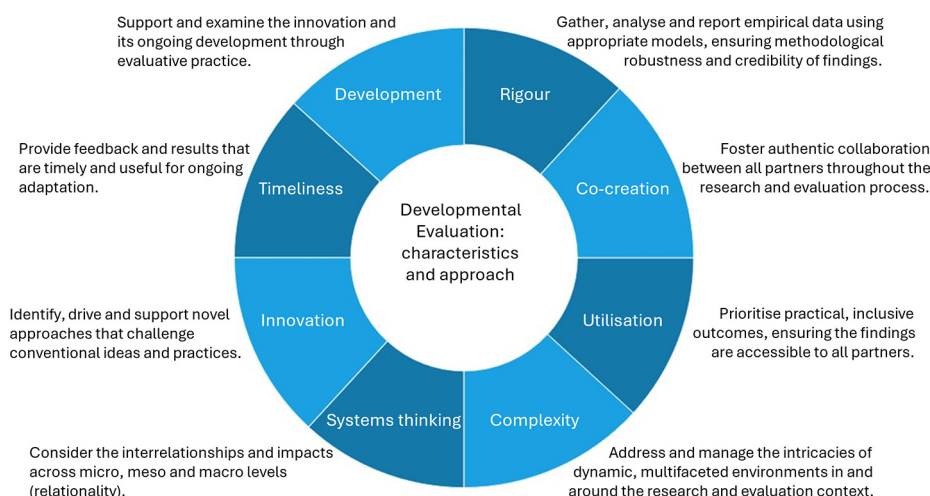 Support and examine the innovation and
its ongoing development through
evaluative practice.
Gather, analyse and report empirical data using
appropriate models, ensuring methodological
robustness and credibility of findings.
Development
Rigour
Provide feedback and results that
are timely and useful for ongoing
adaptation.
Timeliness
Co-creation
Foster authentic collaboration
between all partners throughout the
research and evaluation process.
Developmental
Evaluation:
characteristics
and approach
Identify, drive and support novel
approaches that challenge
conventional ideas and practices.
Innovation
Utilisation
Prioritise practical, inclusive
outcomes, ensuring the findings
are accessible to all partners.
Systems thinking
Complexity
Consider the interrelationships and impacts
across micro, meso and macro levels
(relationality).
Address and manage the intricacies of
dynamic, multifaceted environments in and
around the research and evaluation context.